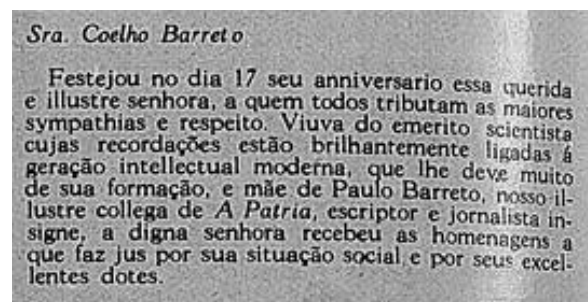 Sra. Coelho Barreto
Festejou no dia 17 seu anniversario essa querida
e illustre senhora, a quem todos tributam as maiores
sympathias e respeito. Viuva do emerito scientista
cujas recordações estão brilhantemente ligadas á
geração intellectual moderna, que lhe deve muito
de sua formação, e mãe de Paulo Barreto, nosso il-
lustre collega de A Patria, escriptor e jornalista in-
signe, a digna senhora recebeu as homenagens a
que faz jus por sua situação social e por seus excel-
lentes dotes.